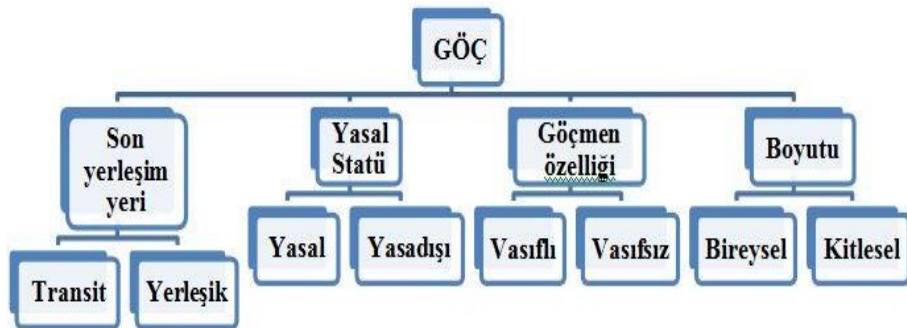 GÖÇ
Son
yerleşim
yeri
Yasal
Statü
Göçmen
özelliği
Boyutu
Transit
Yerleşik
Yasal
Yasadışı
Vasıflı
Vasıfsız
Bireysel
Kitlesel